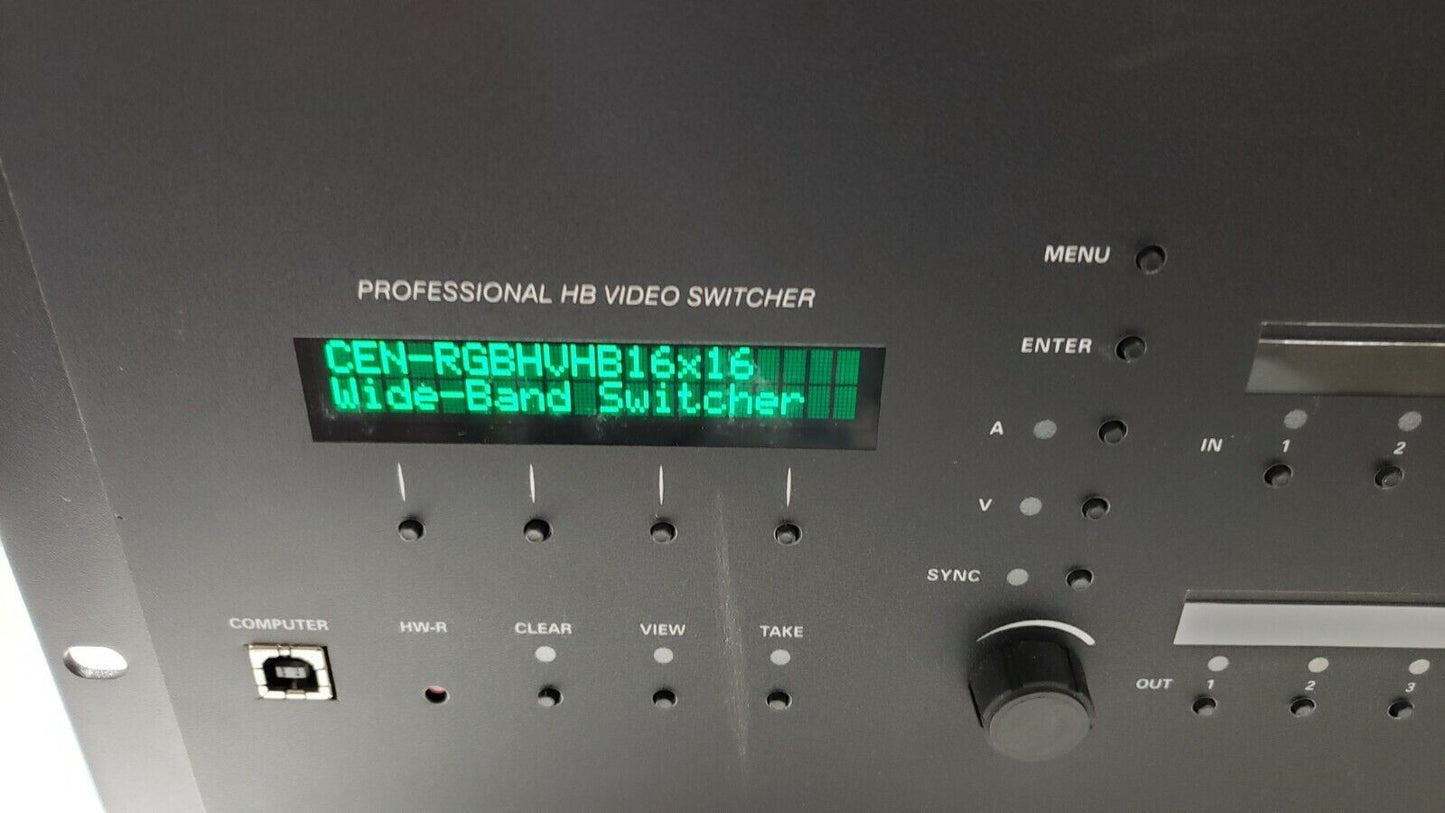 PROFESSIONAL HB VIDEO SWITCHER
CEN-RGBHVHB16x16
Wide-Band Switcher
MENU
ENTER
A
V
SYNC
IN 1 2
COMPUTER HW-R CLEAR VIEW TAKE
OUT 1 2 3